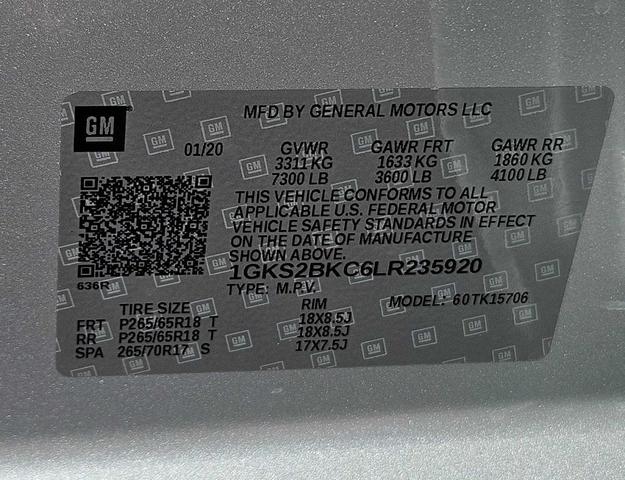 GM
MFD BY GENERAL MOTORS LLC
01/20 GVWR GAWR FRT GAWR RR
3311 KG 1633 KG 1860 KG
7300 LB 3600 LB 4100 LB
THIS VEHICLE CONFORMS TO ALL
APPLICABLE U.S. FEDERAL MOTOR
VEHICLE SAFETY STANDARDS IN EFFECT
ON THE DATE OF MANUFACTURE
SHOWN ABOVE.
1GKS2BKC6LR235920
636R
TYPE: M.P.V. MODEL: 60TK15706
TIRE SIZE RIM
FRT P265/65R18 T 18X8.5J
RR P265/65R18 T 18X8.5J
SPA 265/70R17 S 17X7.5J